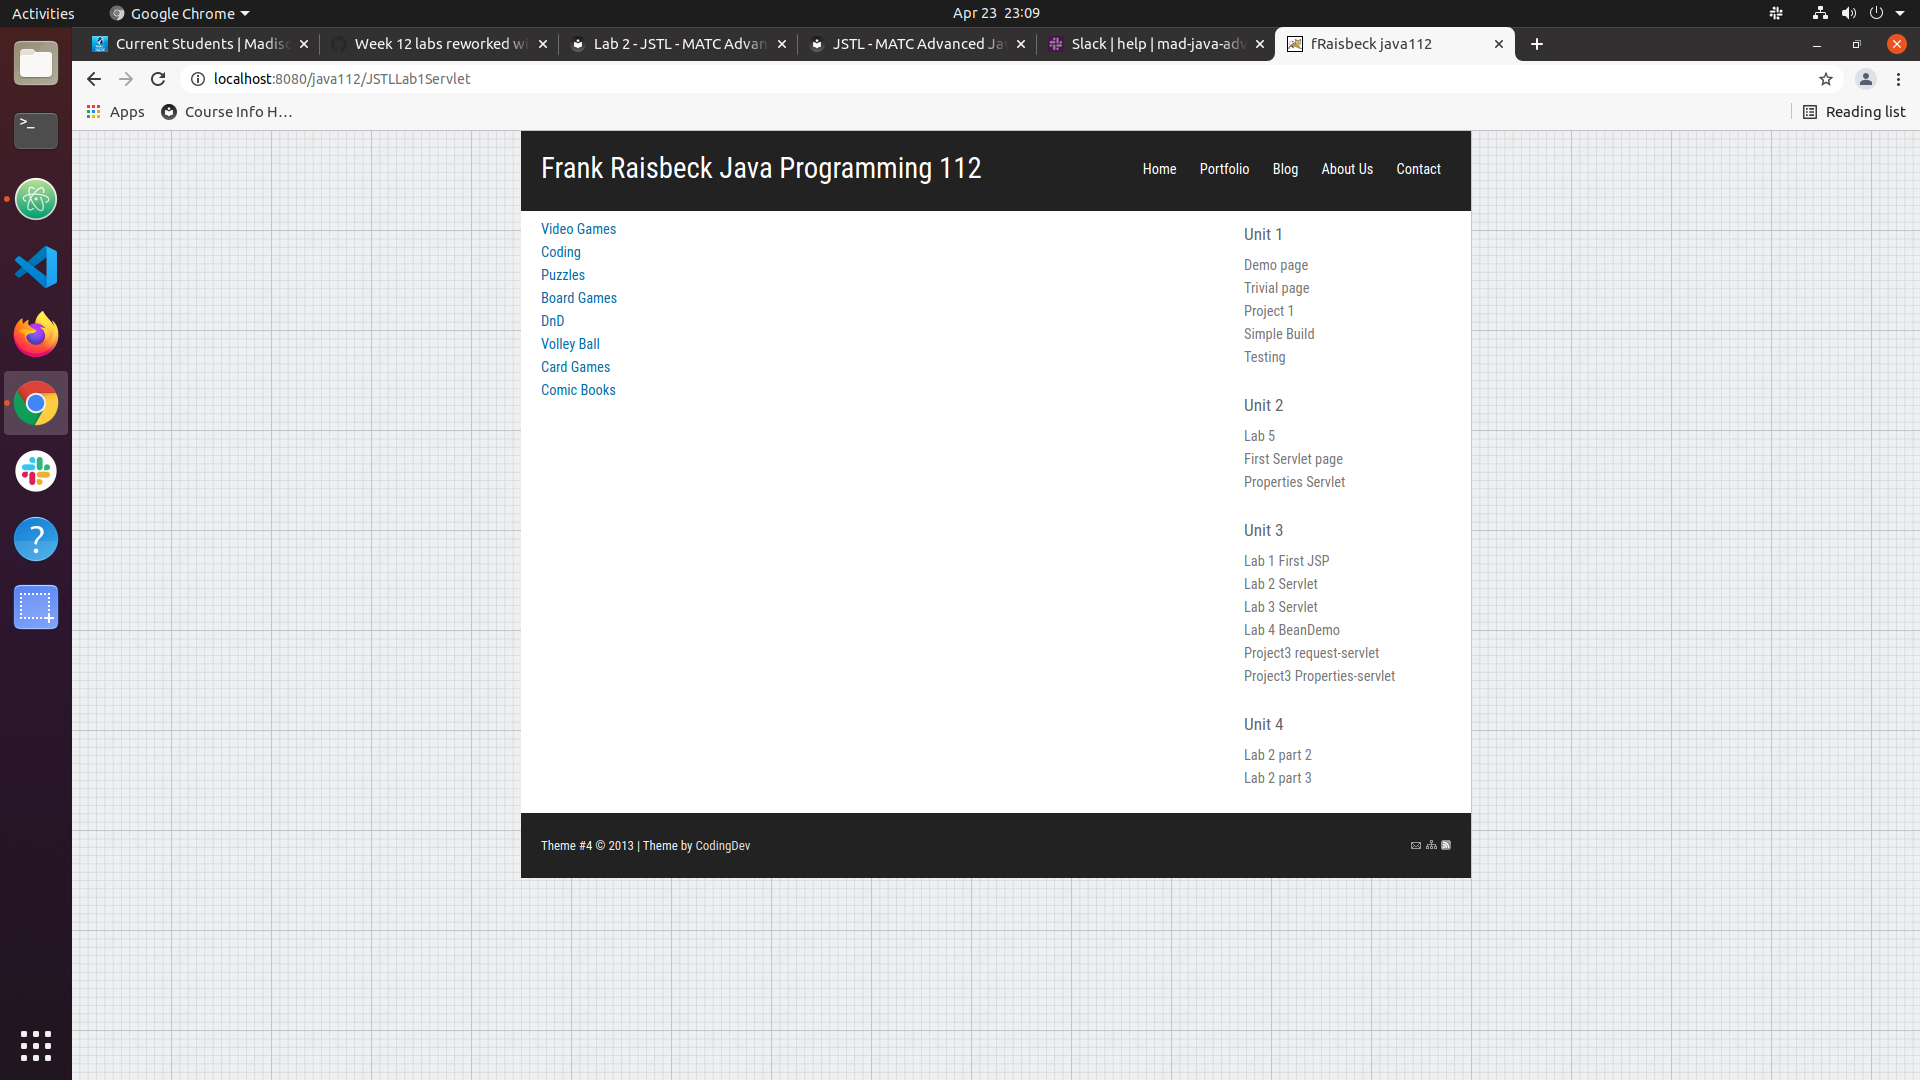 Activities
Google Chrome
Apr 23 23:09
Current Students | Madisc
Week 12 labs reworked wi
Lab 2 - JSTL - MATC Advan
JSTL - MATC Advanced Jav
Slack | help | mad-java-adv
fRaisbeck java112
localhost:8080/java112/JSTLLab1Servlet
Apps
Course Info H…
Reading list
Frank Raisbeck Java Programming 112
Home Portfolio Blog About Us Contact
Video Games
Coding
Puzzles
Board Games
DnD
Volley Ball
Card Games
Comic Books
Unit 1
Demo page
Trivial page
Project 1
Simple Build
Testing
Unit 2
Lab 5
First Servlet page
Properties Servlet
Unit 3
Lab 1 First JSP
Lab 2 Servlet
Lab 3 Servlet
Lab 4 BeanDemo
Project3 request-servlet
Project3 Properties-servlet
Unit 4
Lab 2 part 2
Lab 2 part 3
Theme #4 © 2013 | Theme by CodingDev